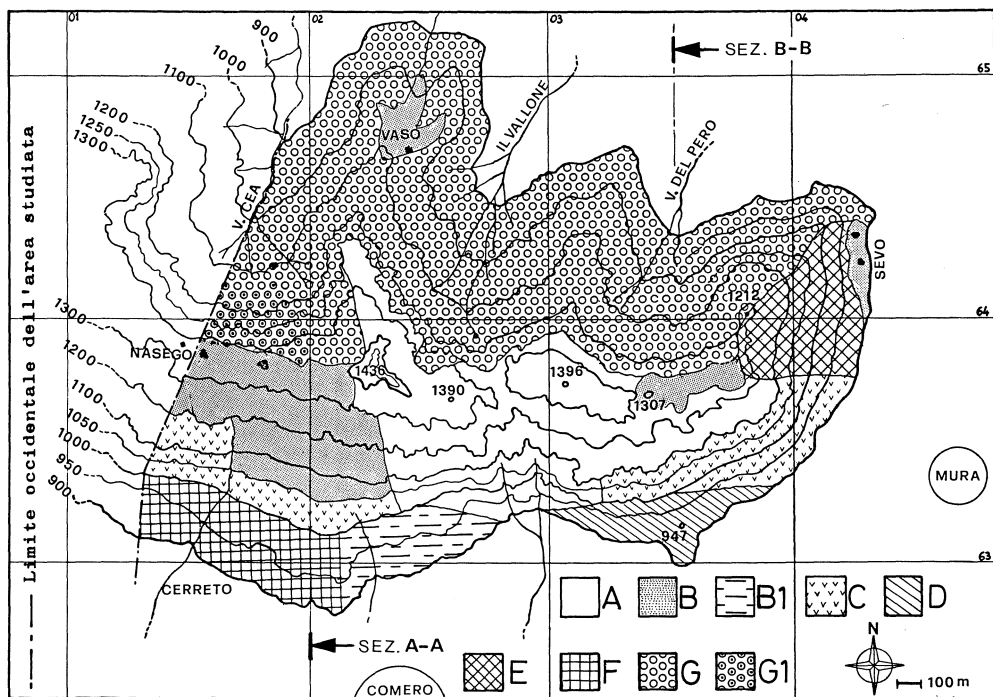 01 02 03 04
900
1000
1100
1200
1250
1300
SEZ. B-B
65
VASO
IL VALLONE
V. DEL PERO
V. CEA
SEVO
1212
64
1300
NASEGO
1200
1436
1390
1396
1307
1100
1050
1000
950
900
MURA
947
63
CERRETO
A B B1 C D
SEZ. A-A
E F G G1
N
100 m
COMERO
Limite occidentale dell'area studiata